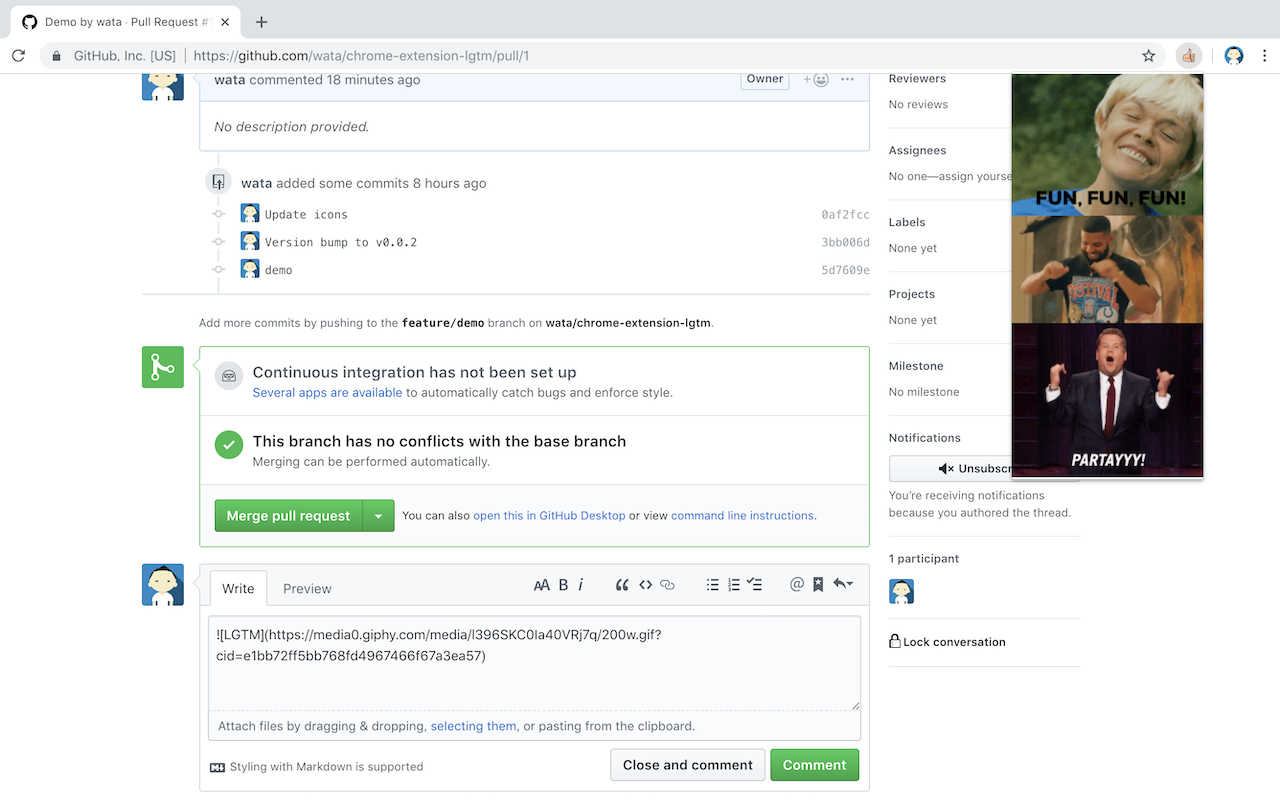 Demo by wata · Pull Request #1
GitHub, Inc. [US] | https://github.com/wata/chrome-extension-lgtm/pull/1
wata commented 18 minutes ago
Owner
No description provided.
wata added some commits 8 hours ago
Update icons 0af2fcc
Version bump to v0.0.2 3bb006d
demo 5d7609e
Add more commits by pushing to the feature/demo branch on wata/chrome-extension-lgtm.
Continuous integration has not been set up
Several apps are available to automatically catch bugs and enforce style.
This branch has no conflicts with the base branch
Merging can be performed automatically.
Merge pull request
You can also open this in GitHub Desktop or view command line instructions.
Write Preview
AA B i
![LGTM](https://media0.giphy.com/media/l396SKC0Ia40VRj7q/200w.gif?
cid=e1bb72ff5bb768fd4967466f67a3ea57)
Attach files by dragging & dropping, selecting them, or pasting from the clipboard.
Styling with Markdown is supported
Close and comment
Comment
Reviewers
No reviews
Assignees
No one—assign yourse
Labels
None yet
Projects
None yet
Milestone
No milestone
Notifications
Unsubscr
You're receiving notifications
because you authored the thread.
1 participant
Lock conversation
FUN, FUN, FUN!
FESTIVAL
PARTAYYY!